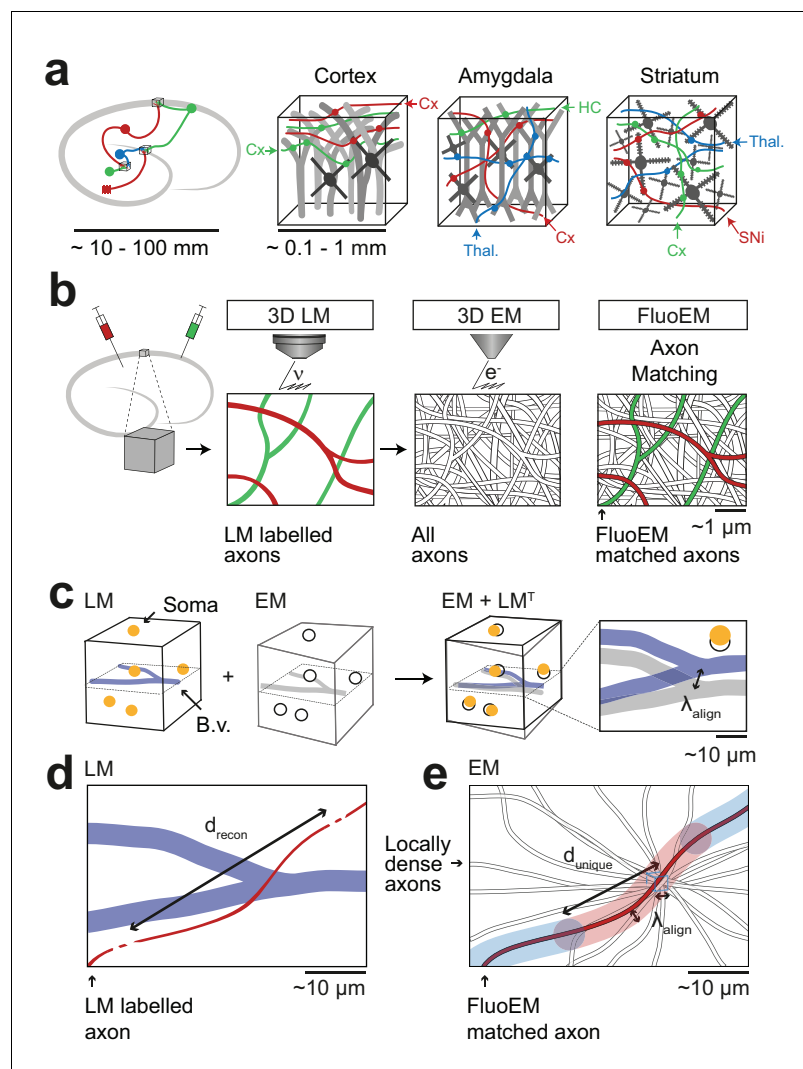 a
Cortex
Amygdala
Striatum
Cx
HC
Cx
Thal.
~ 10 - 100 mm
~ 0.1 - 1 mm
Thal.
Cx
Cx
SNi
b
3D LM
3D EM
FluoEM
ν
e-
Axon
Matching
~1 µm
LM labelled
axons
All
axons
FluoEM
matched axons
c
LM
Soma
EM
EM + LMᵀ
+
B.v.
λalign
~10 µm
d
LM
e
EM
drecon
Locally
dense
axons
dunique
λalign
~10 µm
~10 µm
LM labelled
axon
FluoEM
matched axon